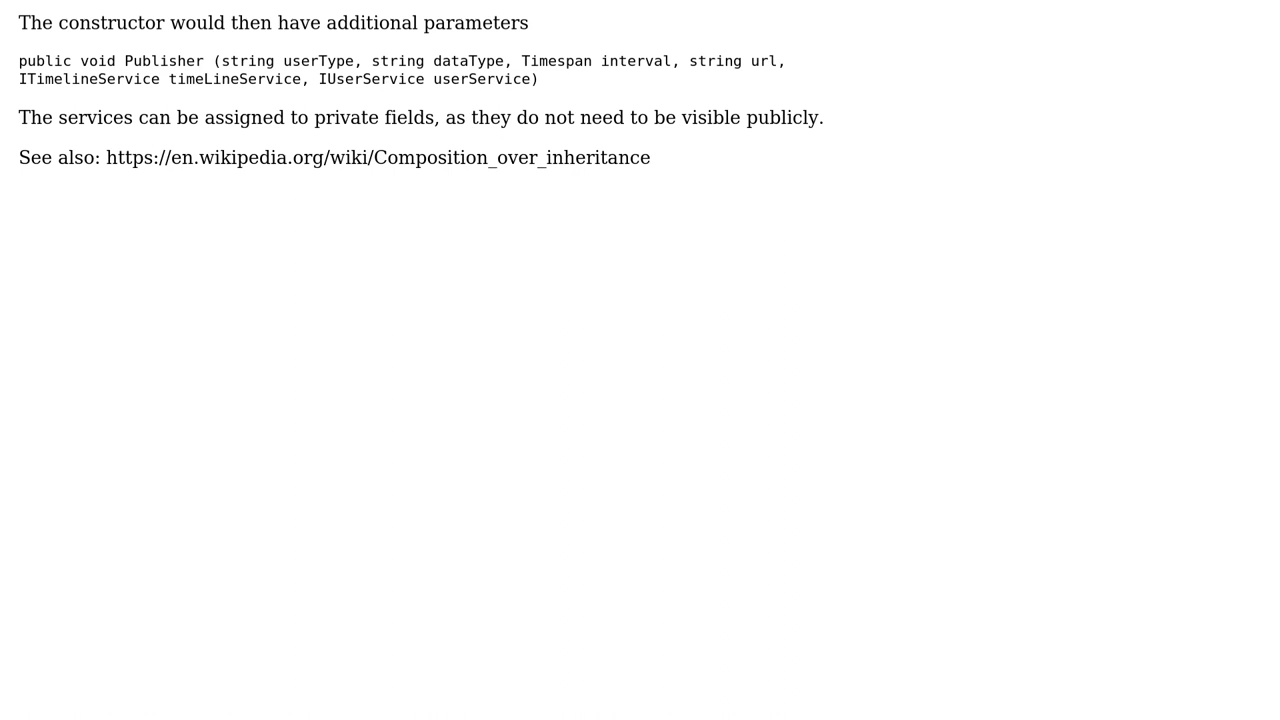 The constructor would then have additional parameters
public void Publisher (string userType, string dataType, Timespan interval, string url,
ITimelineService timeLineService, IUserService userService)
The services can be assigned to private fields, as they do not need to be visible publicly.
See also: https://en.wikipedia.org/wiki/Composition_over_inheritance